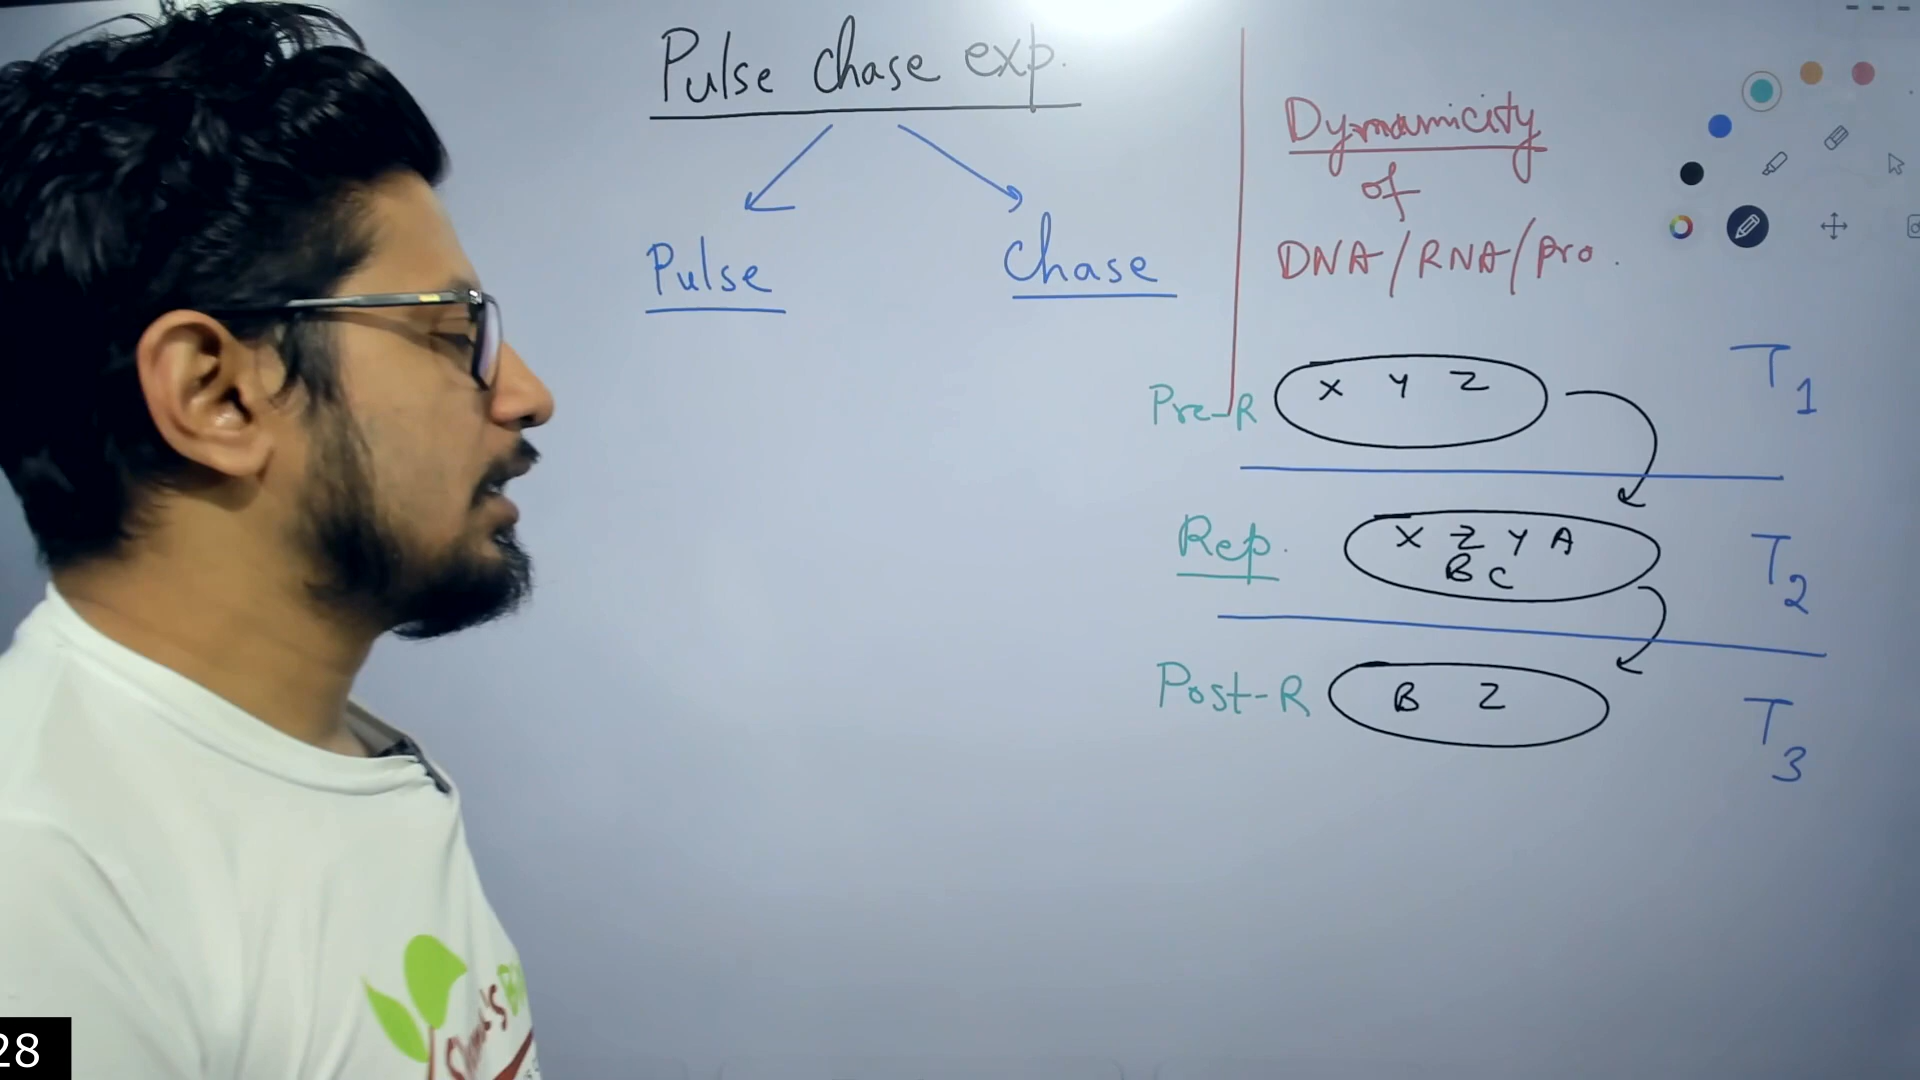 Pulse chase exp.
Pulse
Chase
Dynamicity
of
DNA/RNA/pro.
Pre-R
X Y Z
T1
Rep.
X Z Y A
B C
T2
Post-R
B Z
T3
28